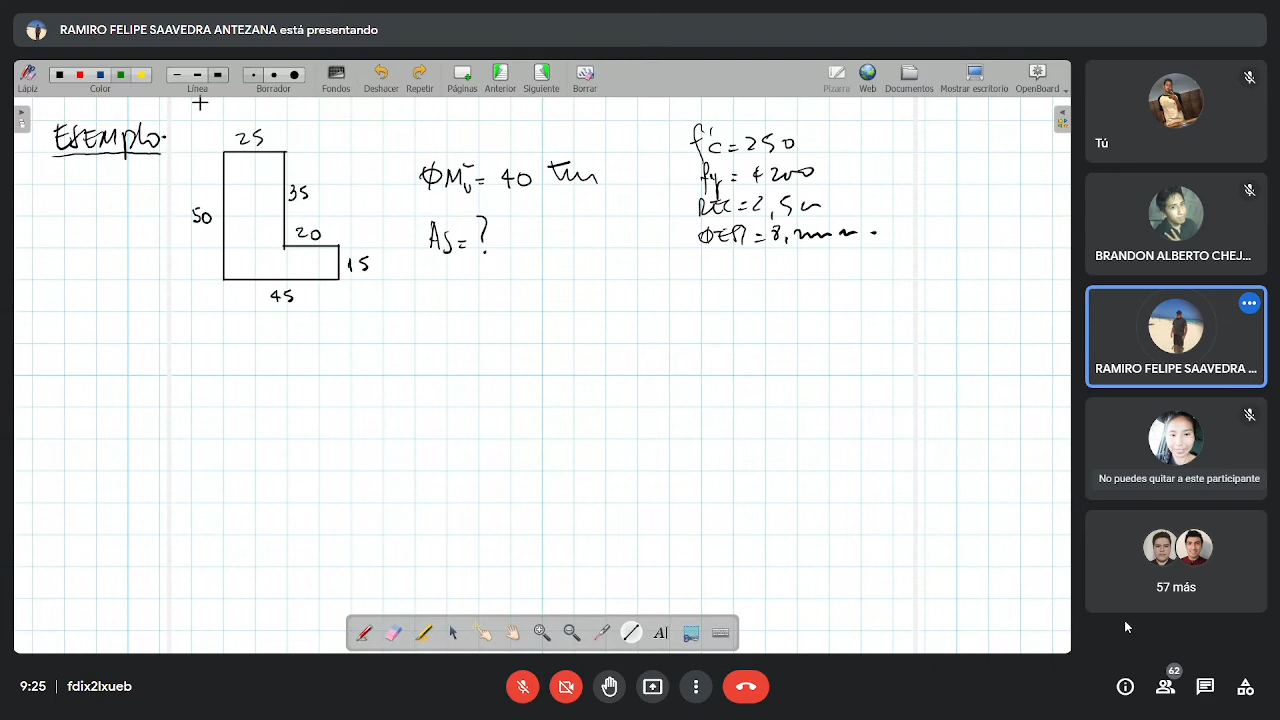 RAMIRO FELIPE SAAVEDRA ANTEZANA está presentando
Lápiz
Color
Línea
Borrador
Fondos
Deshacer
Repetir
Páginas
Anterior
Siguiente
Borrar
Pizarra
Web
Documentos
Mostrar escritorio
OpenBoard
EJEMPLO.
25
35
50
20
15
45
ΦMu⁻ = 40 Tm
As = ?
f'c = 250
fy = 4200
REC = 2,5 cm
ΦEST = 8,mm.
Tú
BRANDON ALBERTO CHEJ...
RAMIRO FELIPE SAAVEDRA ...
No puedes quitar a este participante
57 más
AI
9:25
fdix2lxueb
62